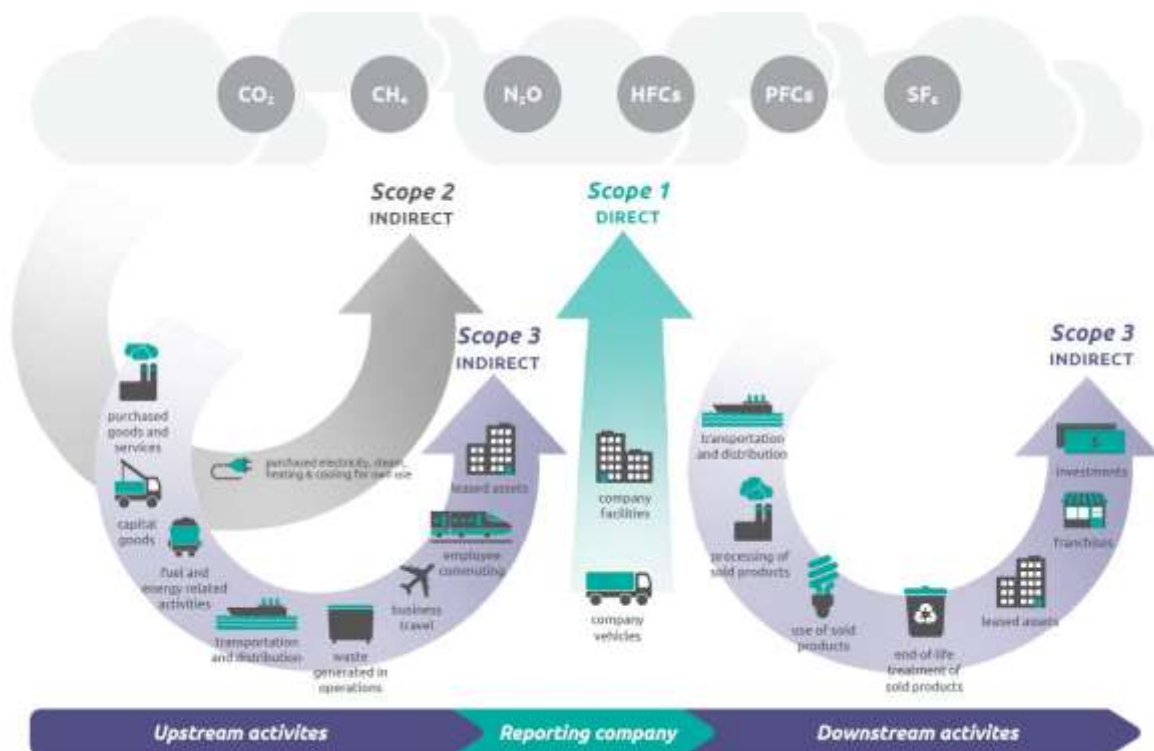 CO₂ CH₄ N₂O HFCs PFCs SF₆
Scope 2
INDIRECT
Scope 1
DIRECT
Scope 3
INDIRECT
Scope 3
INDIRECT
purchased
goods and
services
capital
goods
fuel and
energy related
activities
purchased electricity, steam,
heating & cooling for own use
transportation
and distribution
waste
generated in
operations
business
travel
employee
commuting
leased assets
company
facilities
company
vehicles
transportation
and distribution
processing of
sold products
use of sold
products
end-of-life
treatment of
sold products
leased assets
franchises
investments
$
Upstream activites
Reporting company
Downstream activites